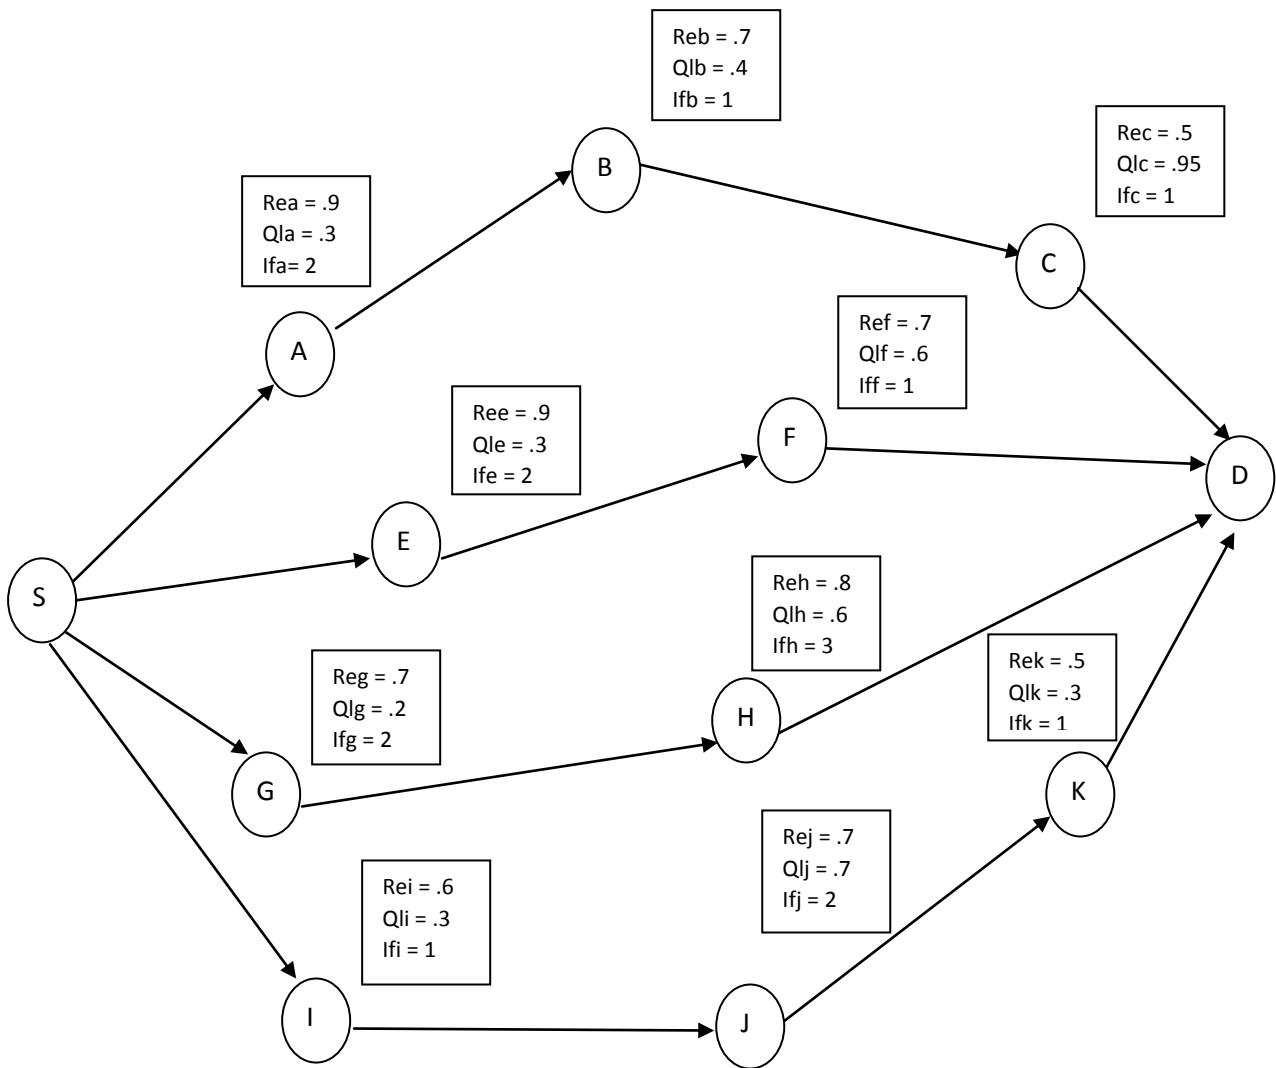 Reb = .7
Qlb = .4
Ifb = 1
Rec = .5
Qlc = .95
Ifc = 1
B
Rea = .9
Qla = .3
Ifa= 2
C
A
Ref = .7
Qlf = .6
Iff = 1
Ree = .9
Qle = .3
Ife = 2
F
D
E
S
Reh = .8
Qlh = .6
Ifh = 3
Reg = .7
Qlg = .2
Ifg = 2
Rek = .5
Qlk = .3
Ifk = 1
H
G
K
Rej = .7
Qlj = .7
Ifj = 2
Rei = .6
Qli = .3
Ifi = 1
I
J